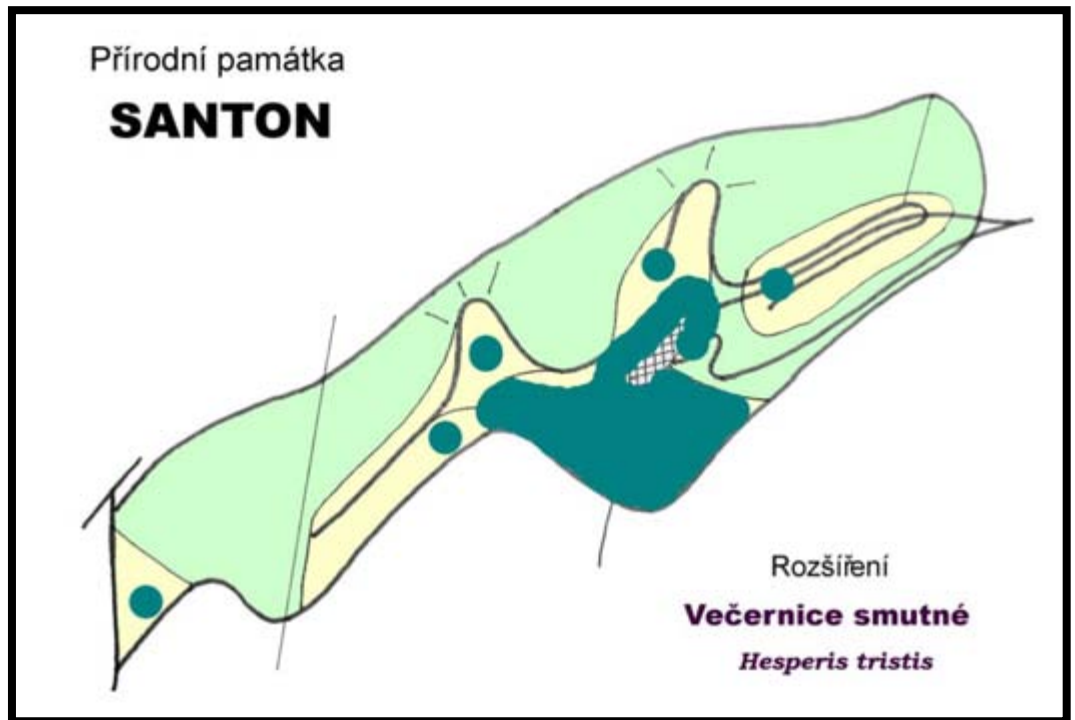 Přírodní památka
SANTON
Rozšíření
Večernice smutné
Hesperis tristis